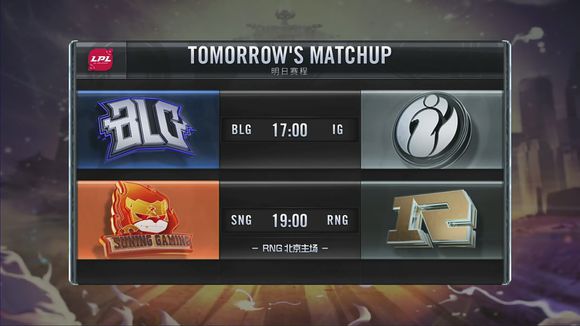 LPL
TOMORROW'S MATCHUP
明日赛程
BLG
BLG 17:00 IG
SUNING GAMING
SNG 19:00 RNG
— RNG 北京主场 —